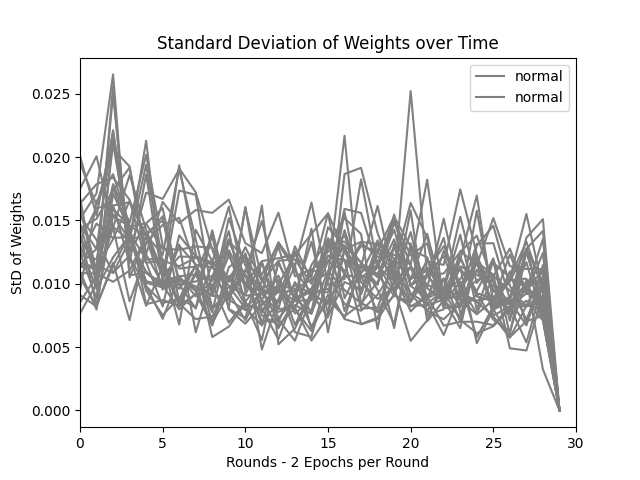 Standard Deviation of Weights over Time
normal
normal
StD of Weights
0.025
0.020
0.015
0.010
0.005
0.000
0 5 10 15 20 25 30
Rounds - 2 Epochs per Round